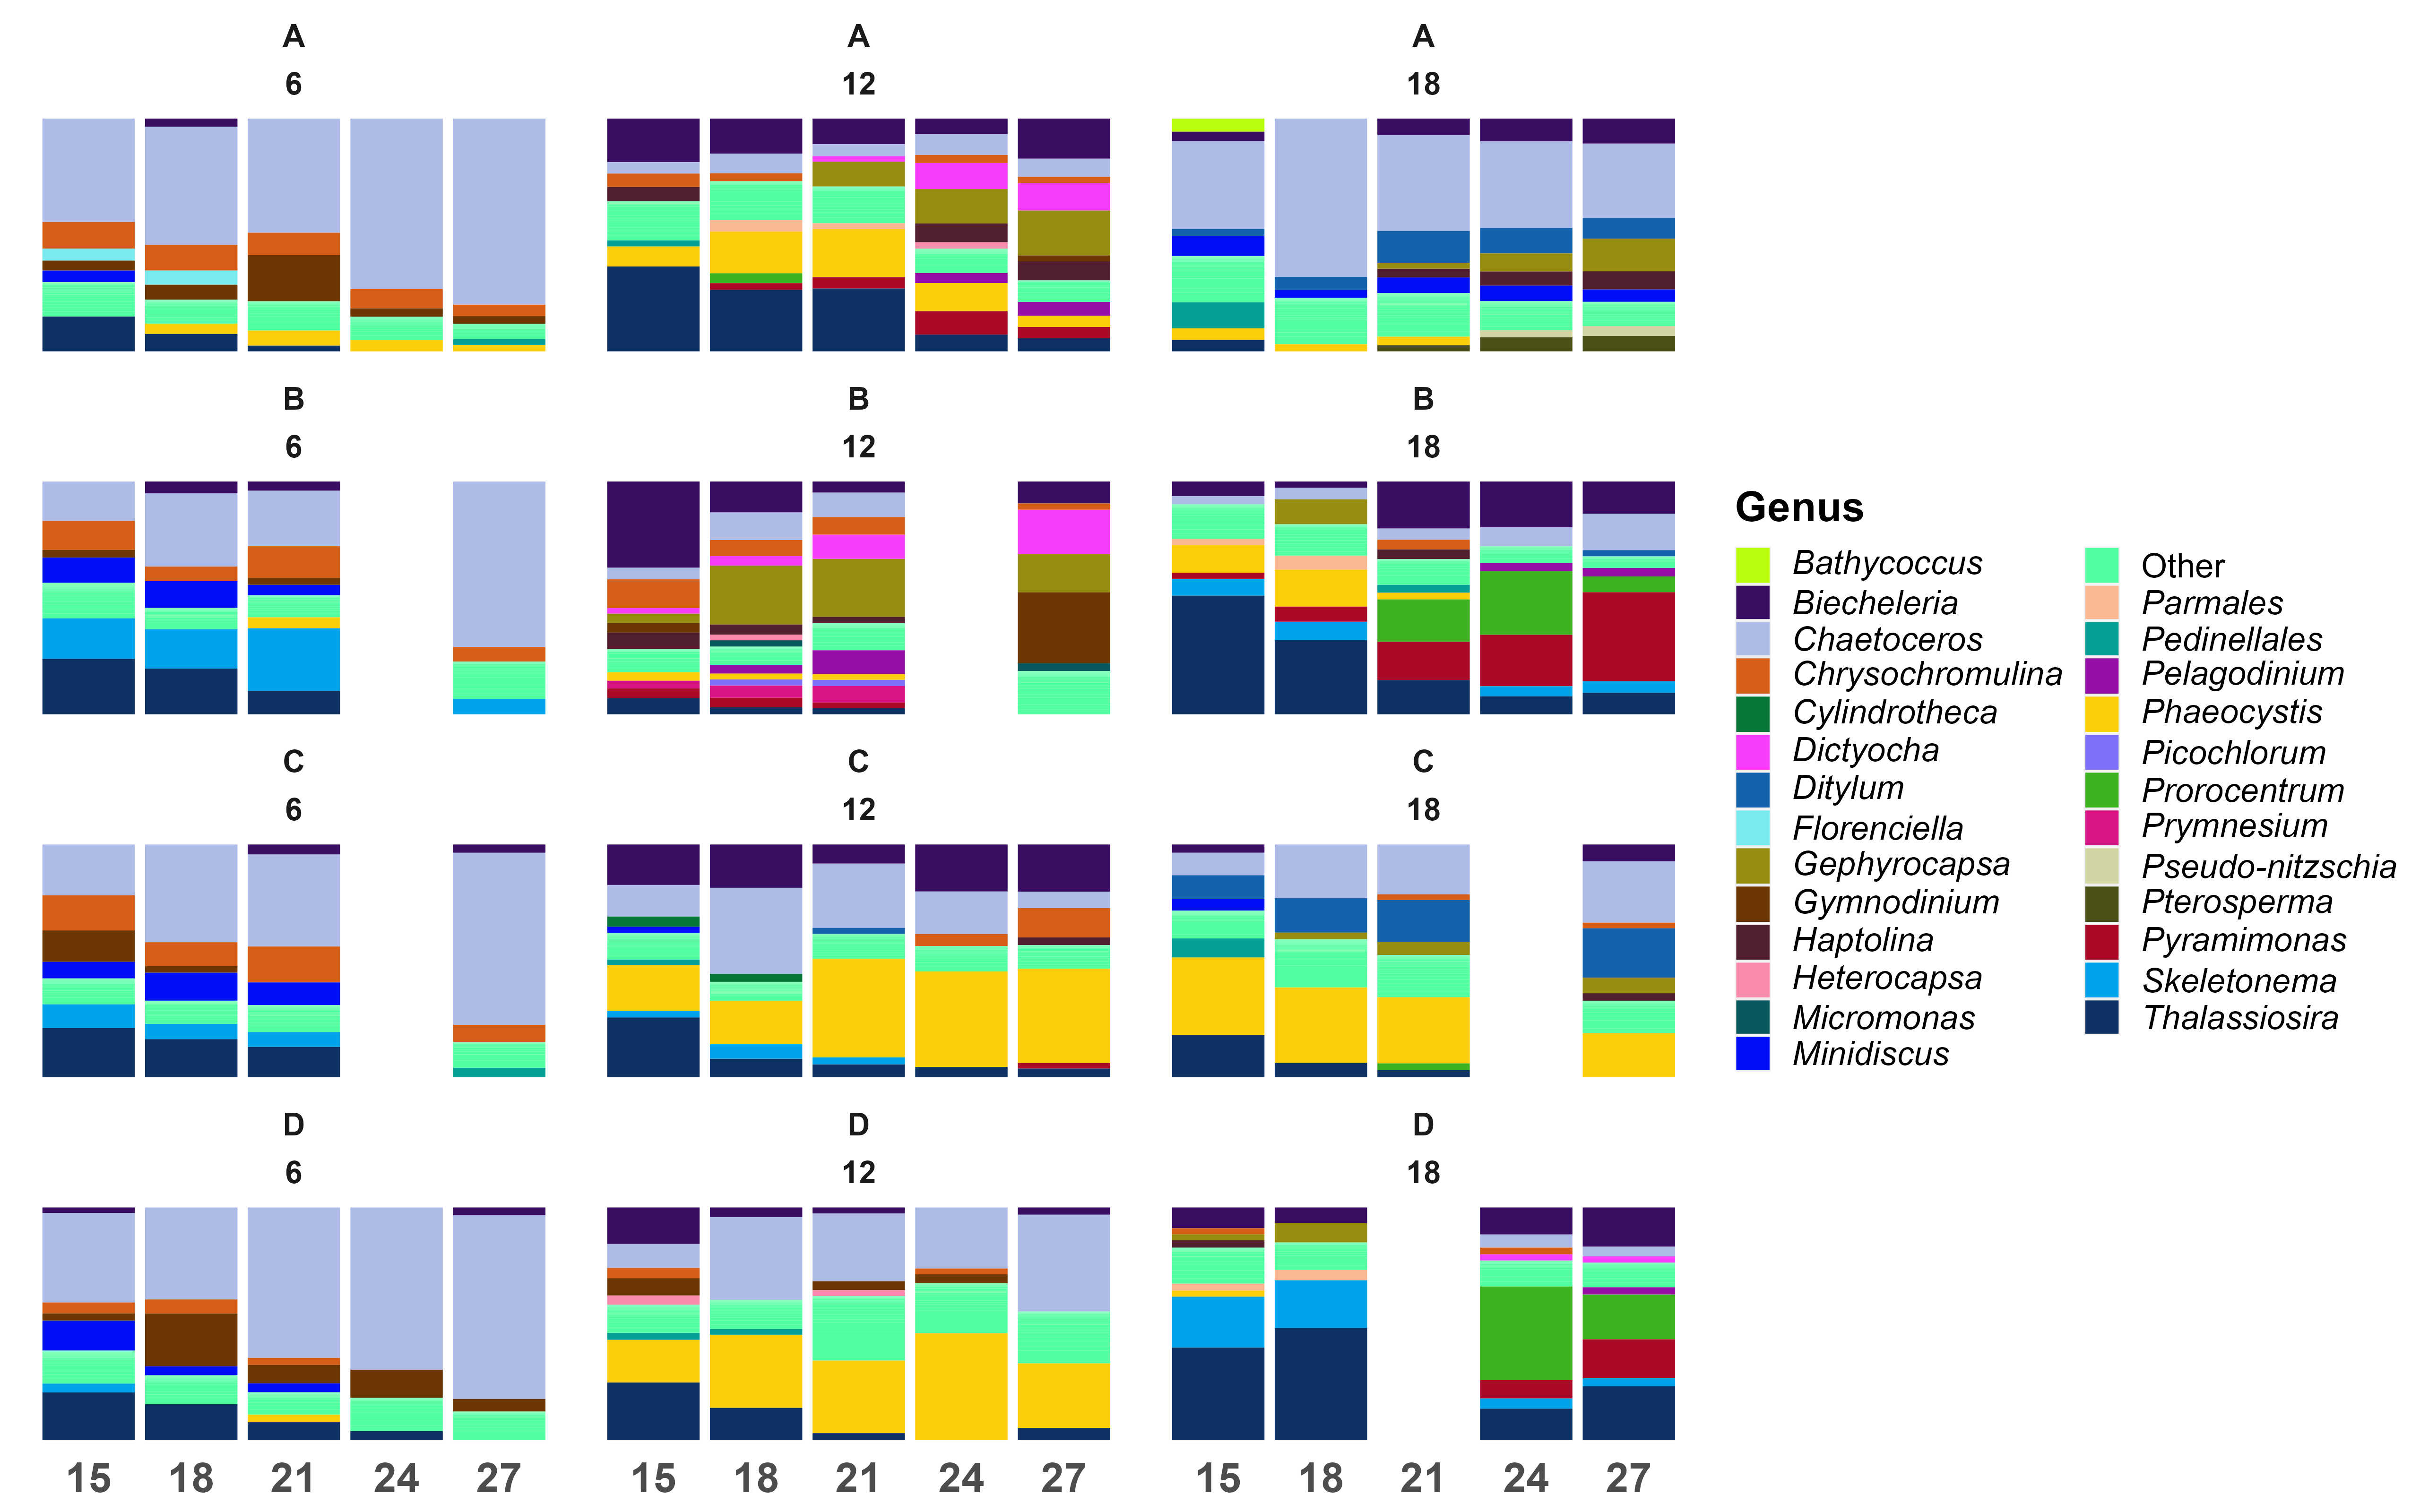 A A A
6 12 18
B B B
6 12 18
Genus
Bathycoccus Other
Biecheleria Parmales
Chaetoceros Pedinellales
Chrysochromulina Pelagodinium
Cylindrotheca Phaeocystis
Dictyocha Picochlorum
Ditylum Prorocentrum
Florenciella Prymnesium
Gephyrocapsa Pseudo-nitzschia
Gymnodinium Pterosperma
Haptolina Pyramimonas
Heterocapsa Skeletonema
Micromonas Thalassiosira
Minidiscus
C C C
6 12 18
D D D
6 12 18
15 18 21 24 27 15 18 21 24 27 15 18 21 24 27